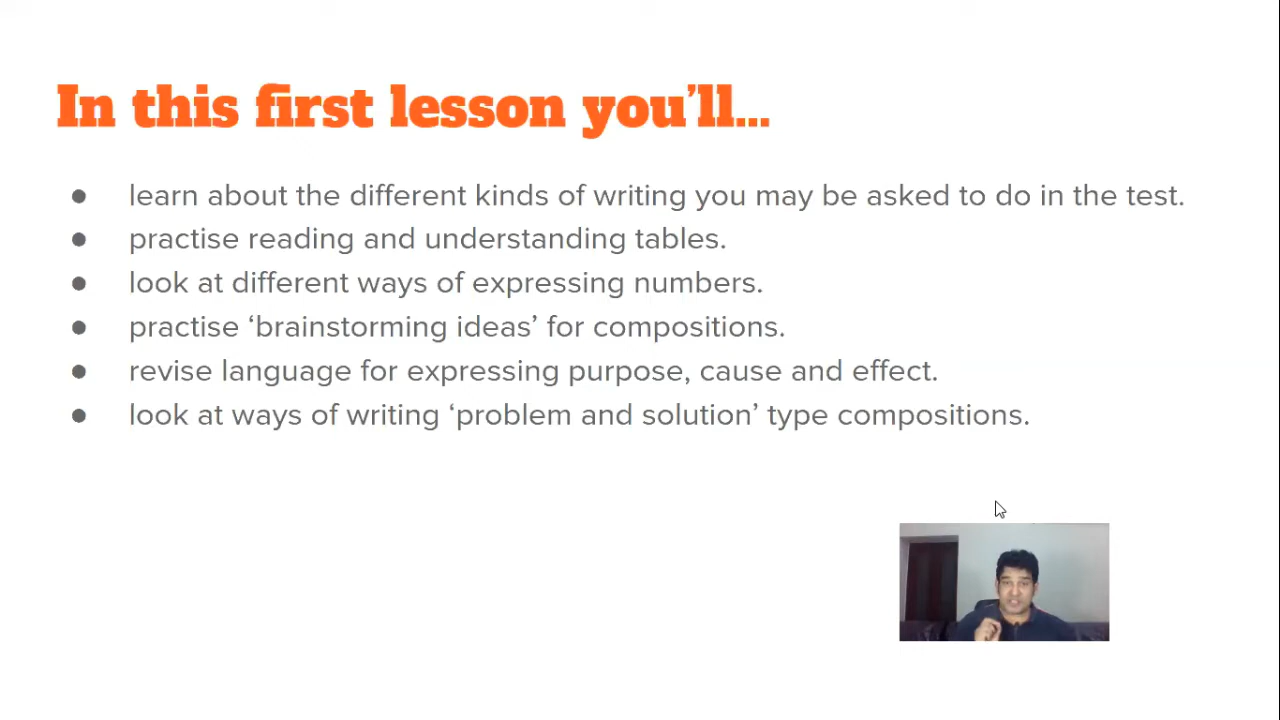 In this first lesson you'll...
● learn about the different kinds of writing you may be asked to do in the test.
● practise reading and understanding tables.
● look at different ways of expressing numbers.
● practise ‘brainstorming ideas’ for compositions.
● revise language for expressing purpose, cause and effect.
● look at ways of writing ‘problem and solution’ type compositions.